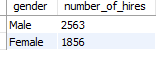 gender number_of_hires
Male 2563
Female 1856